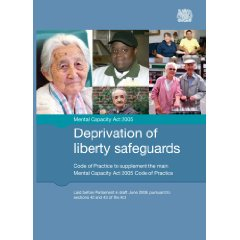 Mental Capacity Act 2005
Deprivation of
liberty safeguards
Code of Practice to supplement the main
Mental Capacity Act 2005 Code of Practice
Laid before Parliament in draft June 2008 pursuant to
sections 42 and 43 of the Act